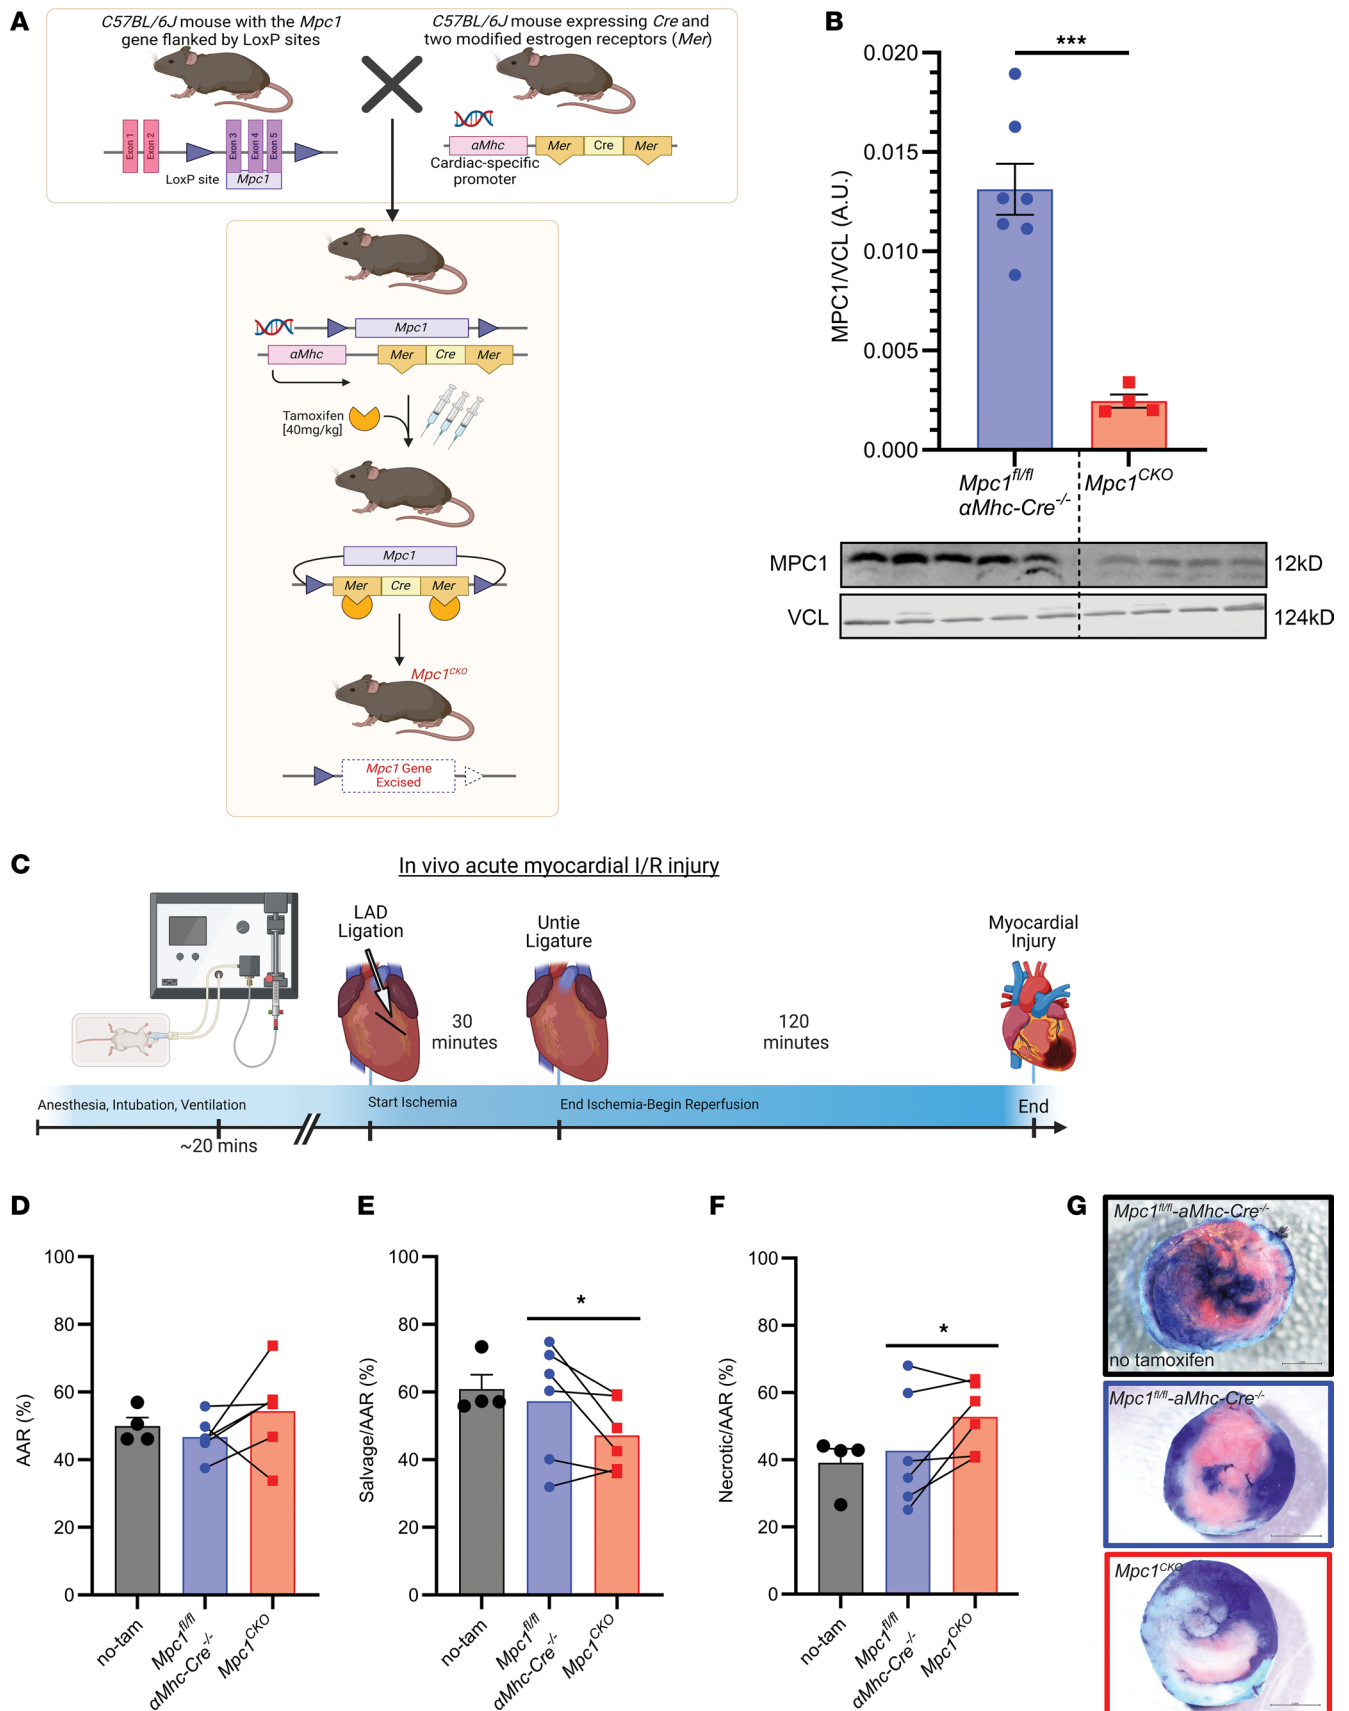 A
C57BL/6J mouse with the Mpc1
gene flanked by LoxP sites
C57BL/6J mouse expressing Cre and
two modified estrogen receptors (Mer)
Exon 1
Exon 2
Exon 3
Exon 4
Exon 5
LoxP site
Mpc1
αMhc
Mer
Cre
Mer
Cardiac-specific
promoter
Mpc1
αMhc
Mer
Cre
Mer
Tamoxifen
[40mg/kg]
Mpc1
Mer
Cre
Mer
Mpc1CKO
Mpc1 Gene
Excised
B
***
MPC1/VCL (A.U.)
0.020
0.015
0.010
0.005
0.000
Mpc1fl/fl
αMhc-Cre-/-
Mpc1CKO
MPC1
12kD
VCL
124kD
C
In vivo acute myocardial I/R injury
LAD
Ligation
Untie
Ligature
Myocardial
Injury
30
minutes
120
minutes
Anesthesia, Intubation, Ventilation
Start Ischemia
End Ischemia-Begin Reperfusion
End
~20 mins
D
AAR (%)
100
80
60
40
20
0
no-tam
Mpc1fl/fl
αMhc-Cre-/-
Mpc1CKO
E
Salvage/AAR (%)
100
80
60
40
20
0
*
no-tam
Mpc1fl/fl
αMhc-Cre-/-
Mpc1CKO
F
Necrotic/AAR (%)
100
80
60
40
20
0
*
no-tam
Mpc1fl/fl
αMhc-Cre-/-
Mpc1CKO
G
Mpc1fl/fl-aMhc-Cre-/-
no tamoxifen
Mpc1fl/fl-aMhc-Cre-/-
Mpc1CKO